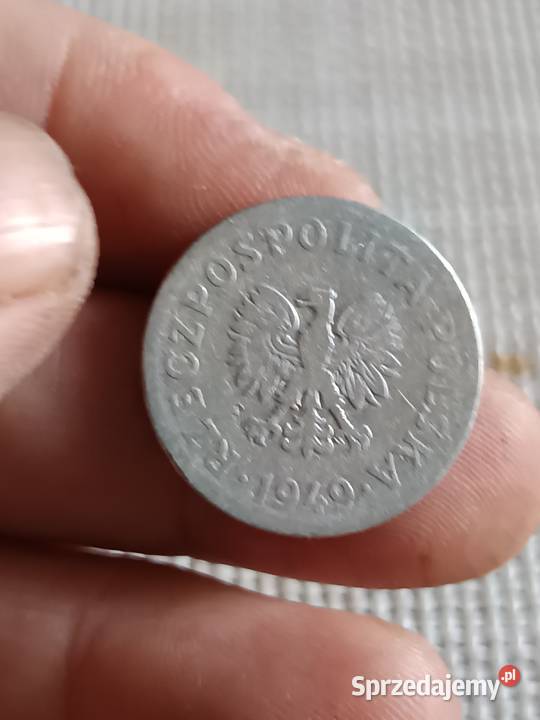 RZECZPOSPOLITA POLSKA
·1949·
Sprzedajemy.pl